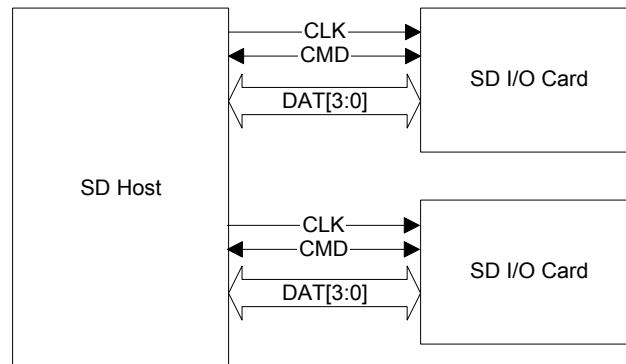 CLK
CMD
DAT[3:0]
SD I/O Card
SD Host
CLK
CMD
DAT[3:0]
SD I/O Card